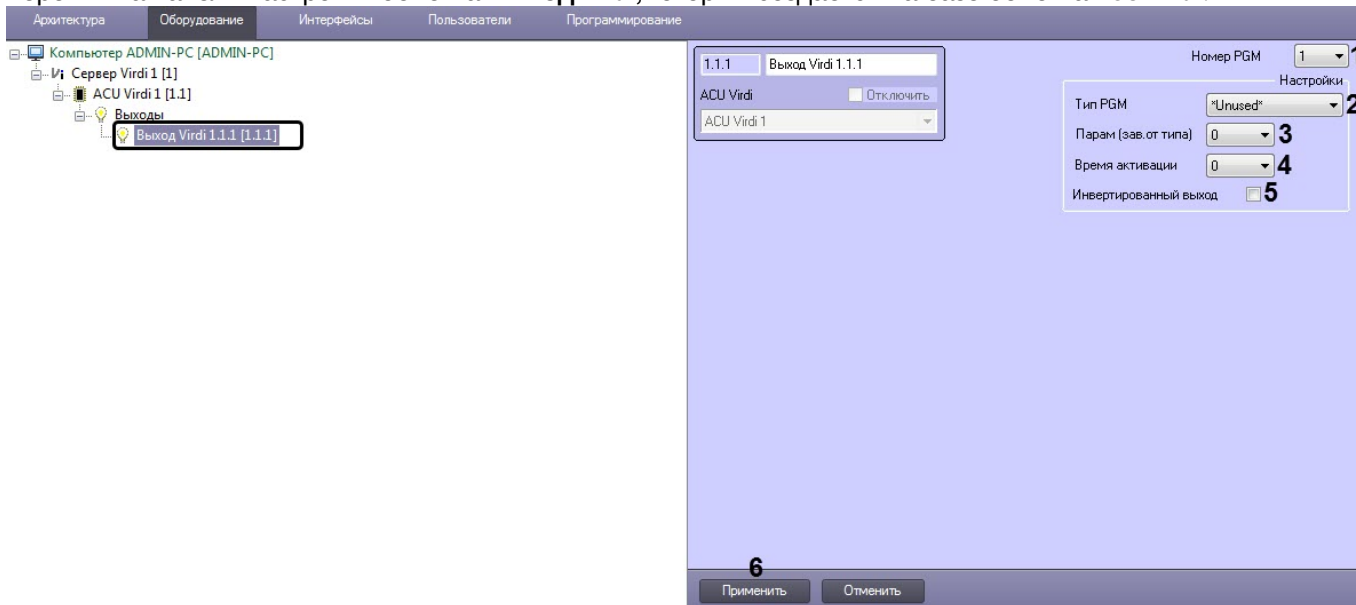 Архитектура Оборудование Интерфейсы Пользователи Программирование
Компьютер ADMIN-PC [ADMIN-PC]
Сервер Virdi 1 [1]
ACU Virdi 1 [1.1]
Выходы
Выход Virdi 1.1.1 [1.1.1]
1.1.1 Выход Virdi 1.1.1
ACU Virdi Отключить
ACU Virdi 1
Номер PGM 1 1
Настройки
Тип PGM *Unused* 2
Парам (зав.от типа) 0 3
Время активации 0 4
Инвертированный выход 5
6
Применить Отменить